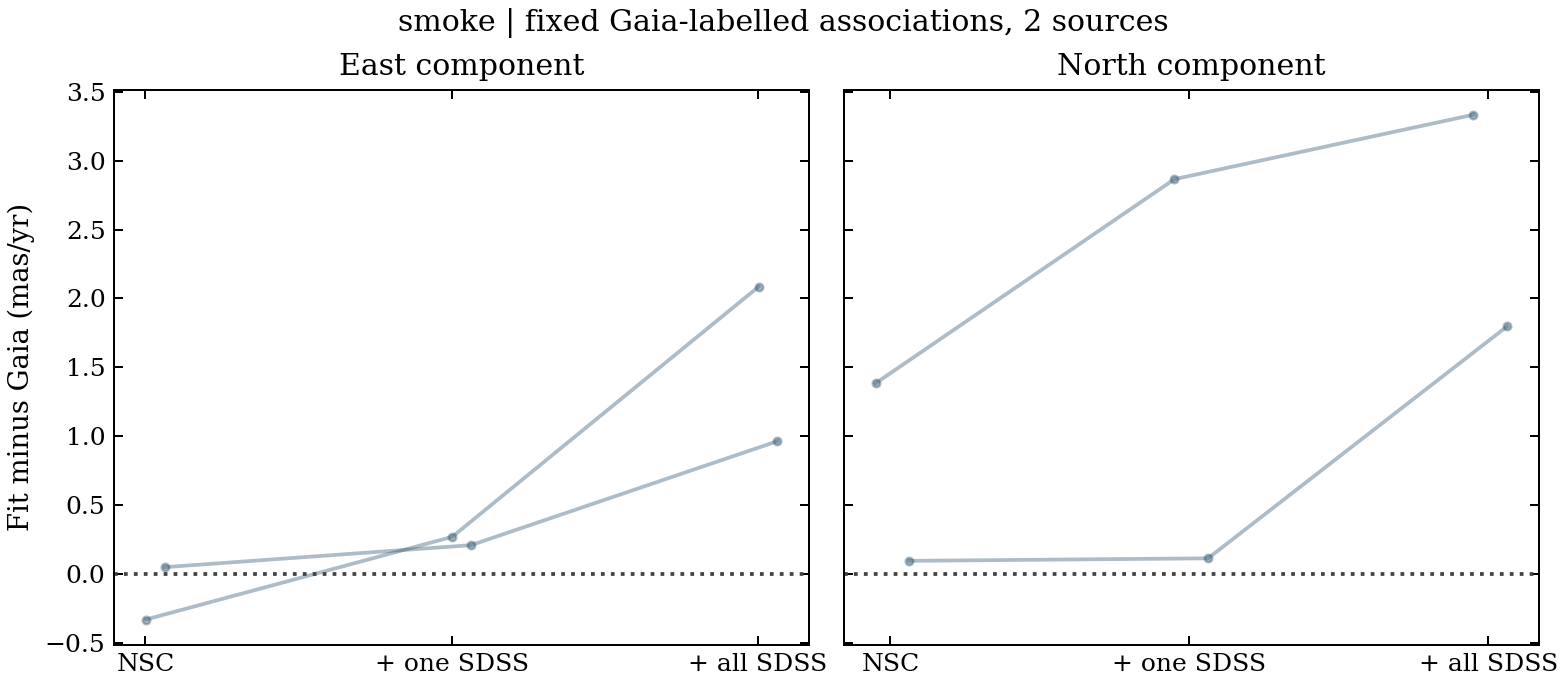 smoke | fixed Gaia-labelled associations, 2 sources
East component
North component
Fit minus Gaia (mas/yr)
3.5
3.0
2.5
2.0
1.5
1.0
0.5
0.0
−0.5
NSC
+ one SDSS
+ all SDSS
NSC
+ one SDSS
+ all SDSS